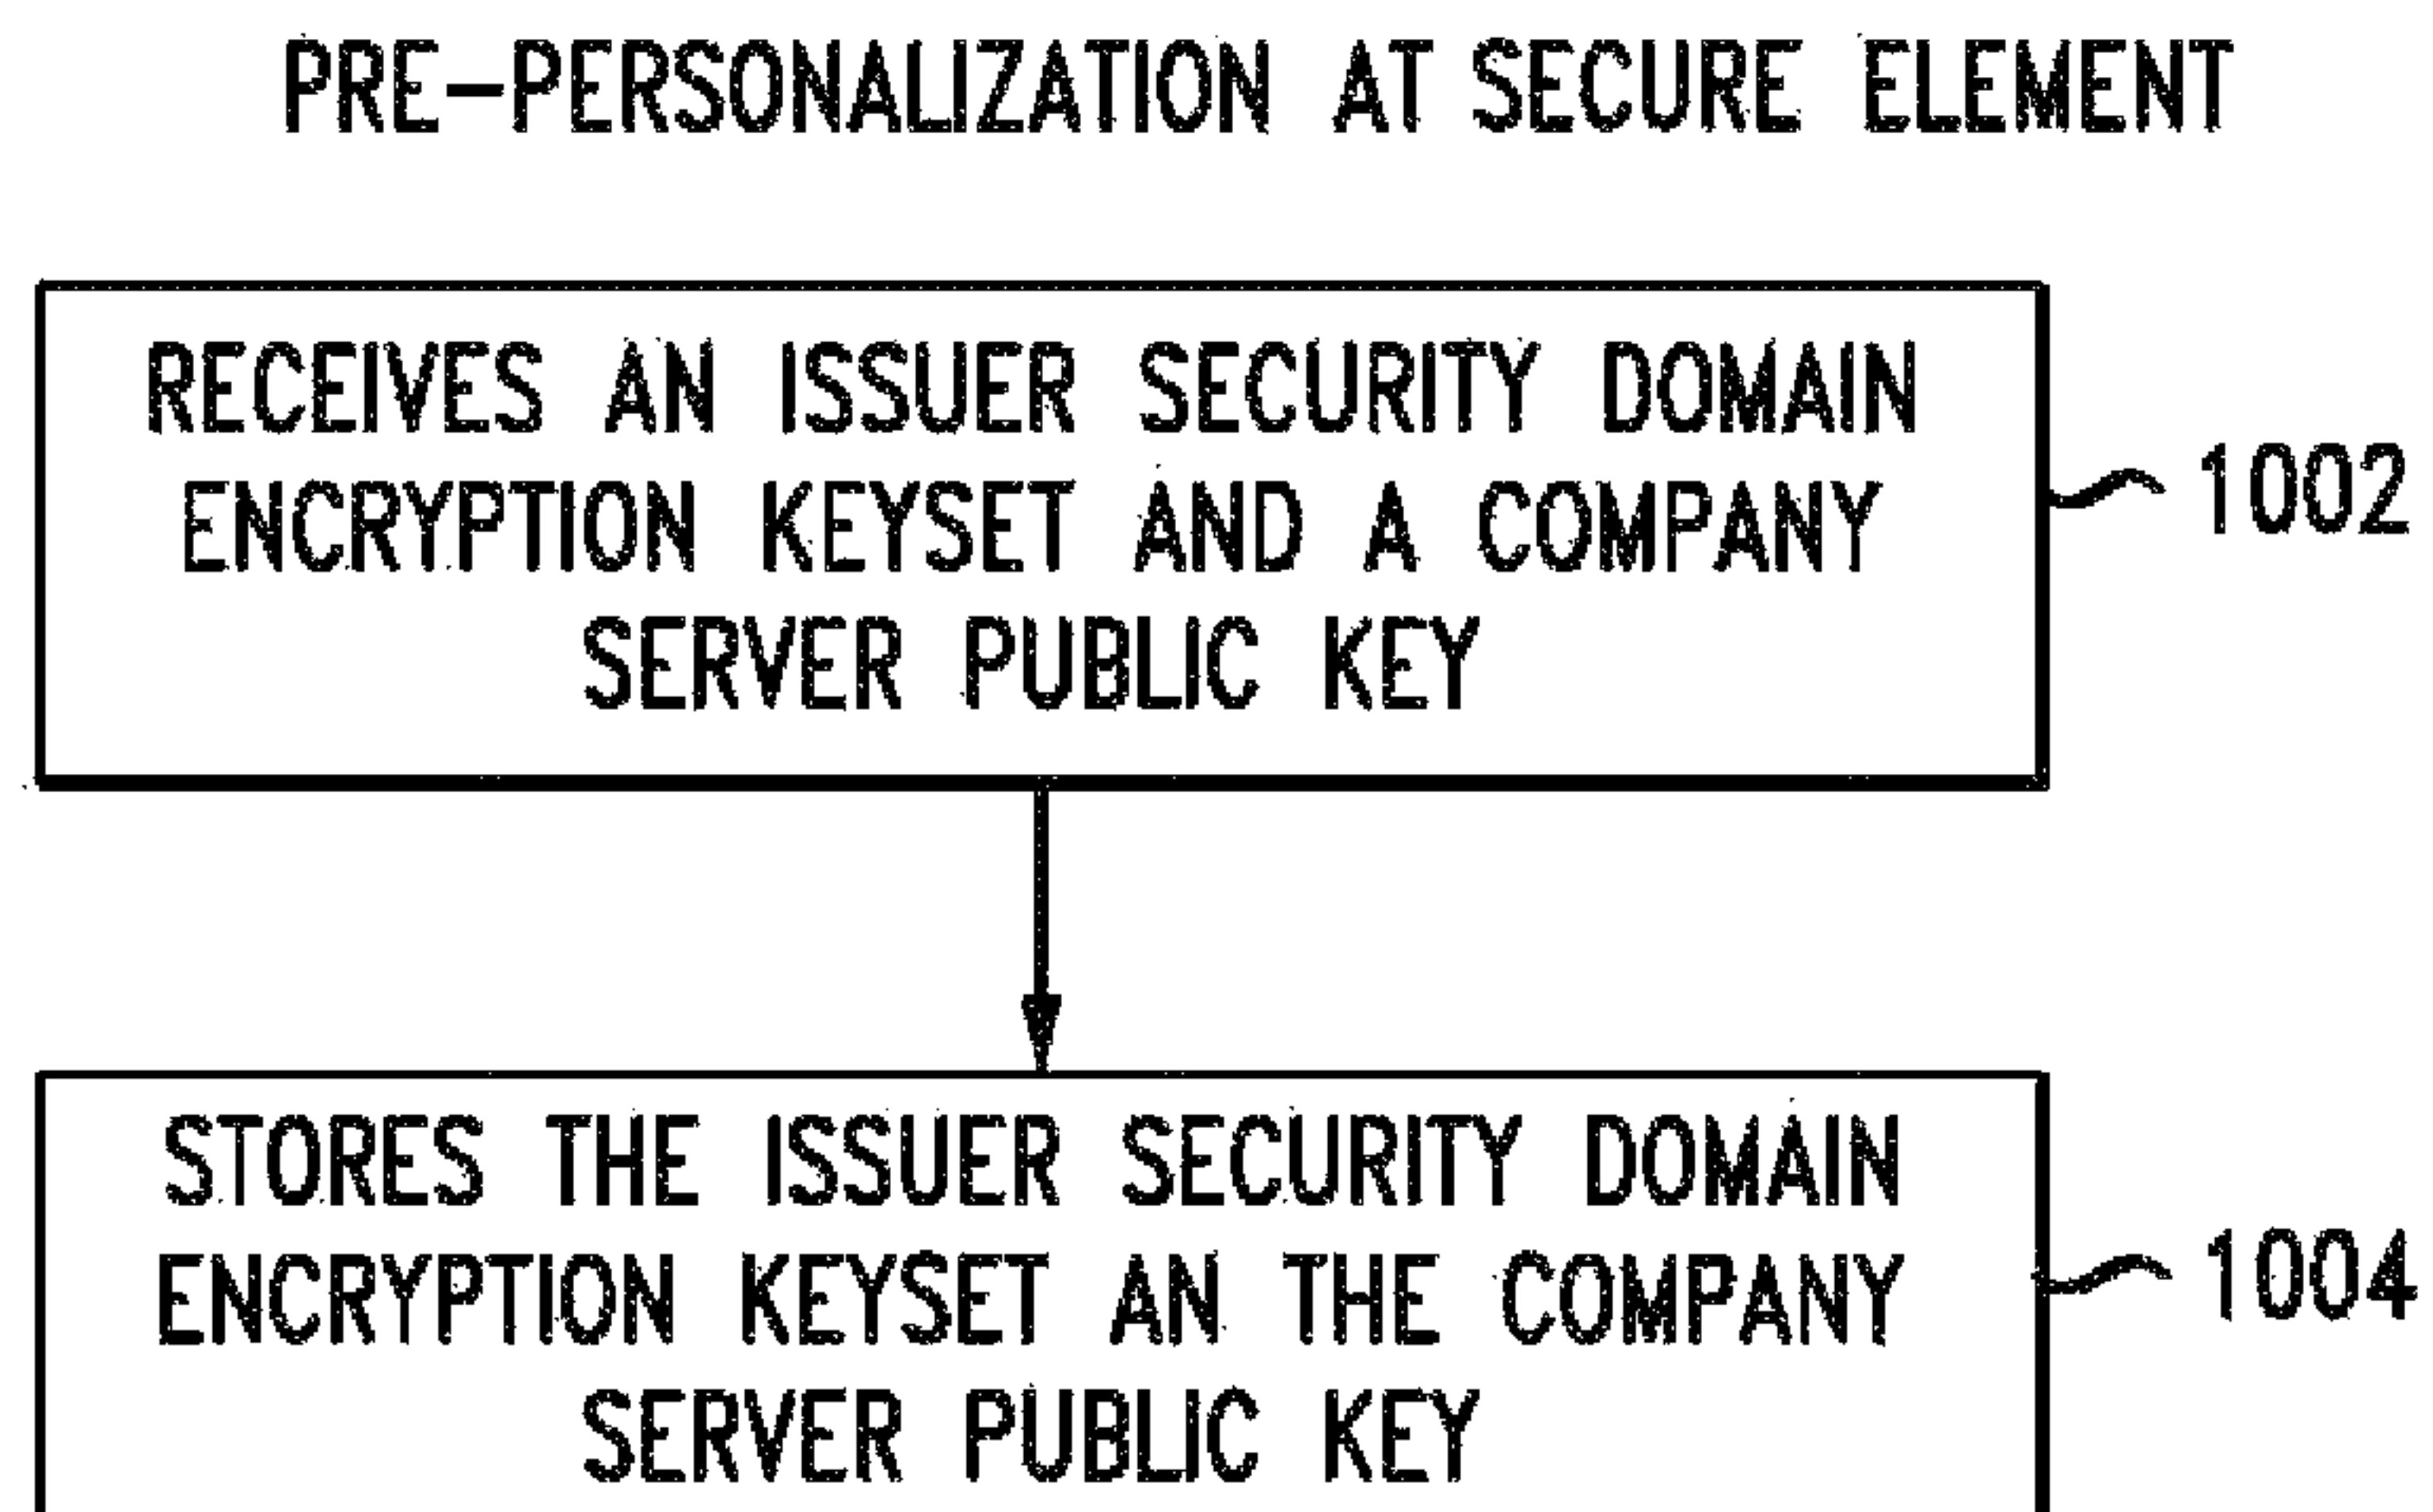 PRE-PERSONALIZATION AT SECURE ELEMENT
RECEIVES AN ISSUER SECURITY DOMAIN
ENCRYPTION KEYSET AND A COMPANY
SERVER PUBLIC KEY
1002
STORES THE ISSUER SECURITY DOMAIN
ENCRYPTION KEYSET AN THE COMPANY
SERVER PUBLIC KEY
1004